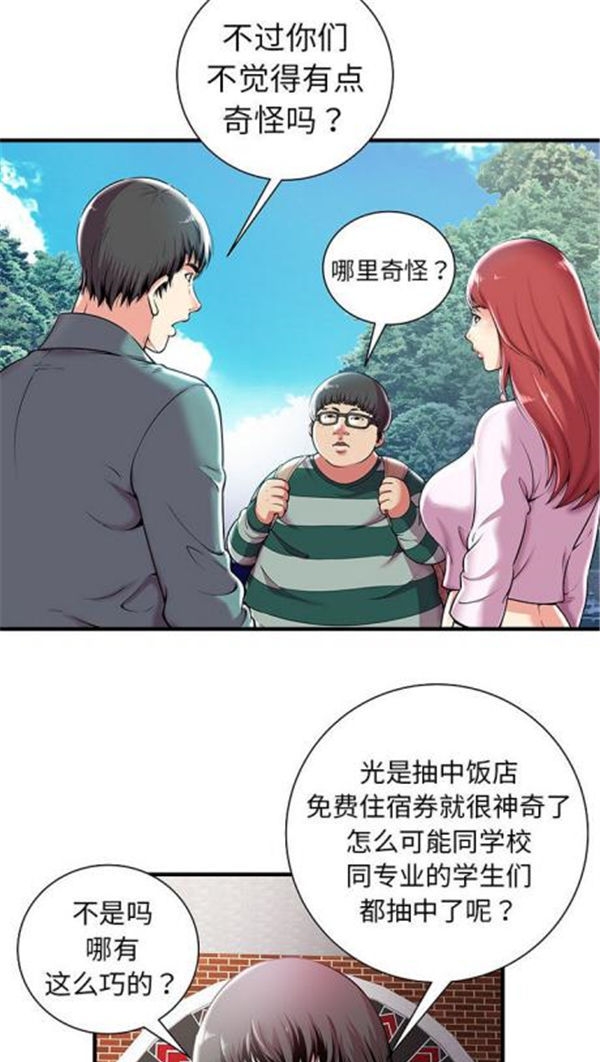 不过你们
不觉得有点
奇怪吗？
哪里奇怪？
光是抽中饭店
免费住宿券就很神奇了
怎么可能同学校
同专业的学生们
都抽中了呢？
不是吗
哪有
这么巧的？